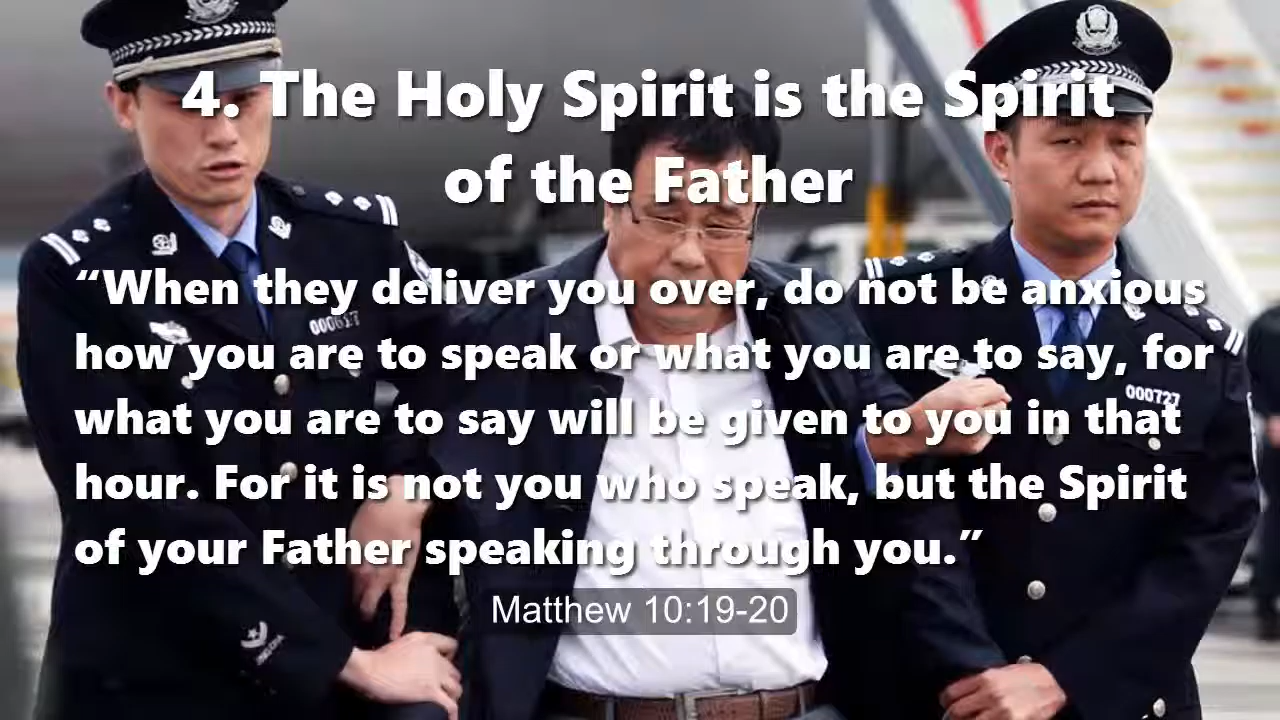 4. The Holy Spirit is the Spirit
of the Father
“When they deliver you over, do not be anxious
how you are to speak or what you are to say, for
what you are to say will be given to you in that
hour. For it is not you who speak, but the Spirit
of your Father speaking through you.”
Matthew 10:19-20
000727